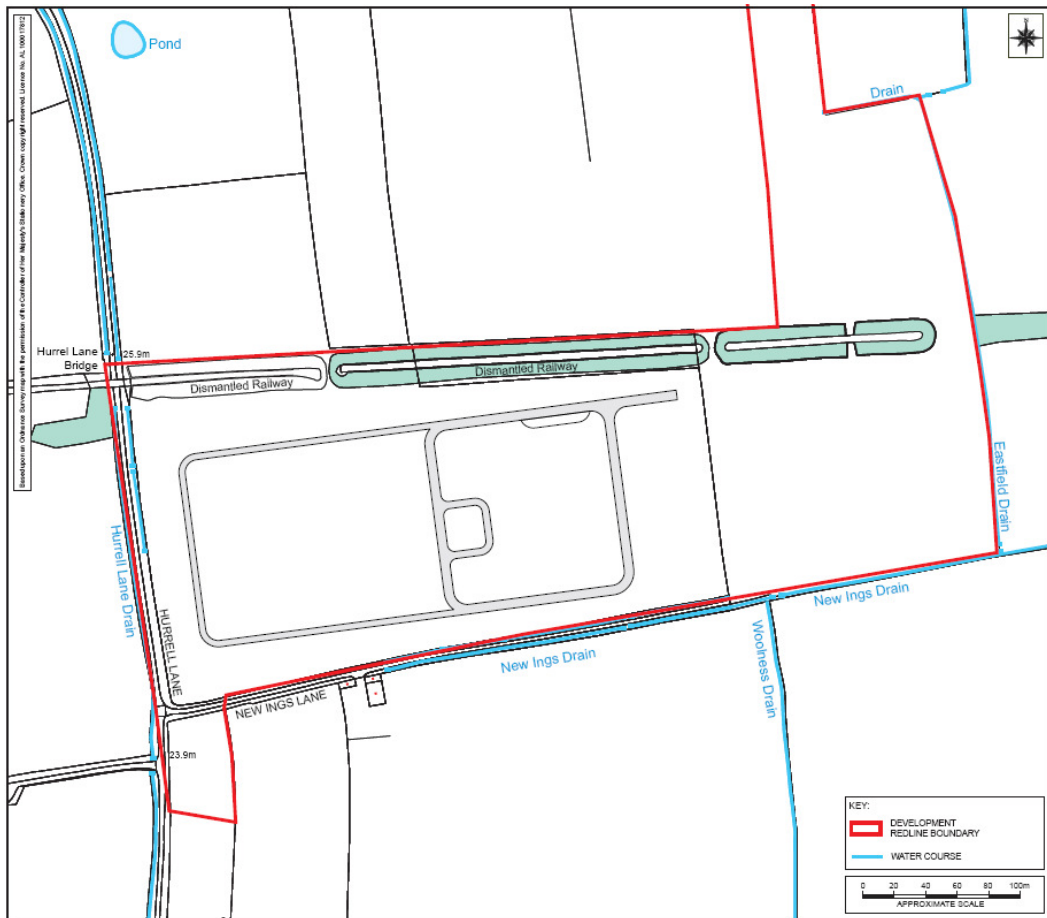 Based upon an Ordnance Survey map with the permission of the Controller of Her Majesty's Stationery Office. Crown copyright reserved. Licence No. AL 100017812
Pond
N
Drain
Hurrel Lane
Bridge
25.9m
Dismantled Railway
Dismantled Railway
Hurrell Lane Drain
HURRELL LANE
Eastfield Drain
New Ings Drain
New Ings Drain
Woolness Drain
NEW INGS LANE
23.9m
KEY:
DEVELOPMENT
REDLINE BOUNDARY
WATER COURSE
0 20 40 60 80 100m
APPROXIMATE SCALE